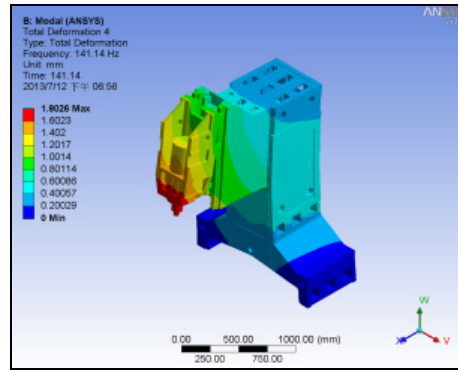 B: Modal (ANSYS)
Total Deformation 4
Type: Total Deformation
Frequency: 141.14 Hz
Unit: mm
Time: 141.14
2013/7/12 下午 08:56
1.8026 Max
1.6023
1.402
1.2017
1.0014
0.80114
0.60086
0.40057
0.20029
0 Min
W
X
V
0.00 500.00 1000.00 (mm)
250.00 750.00